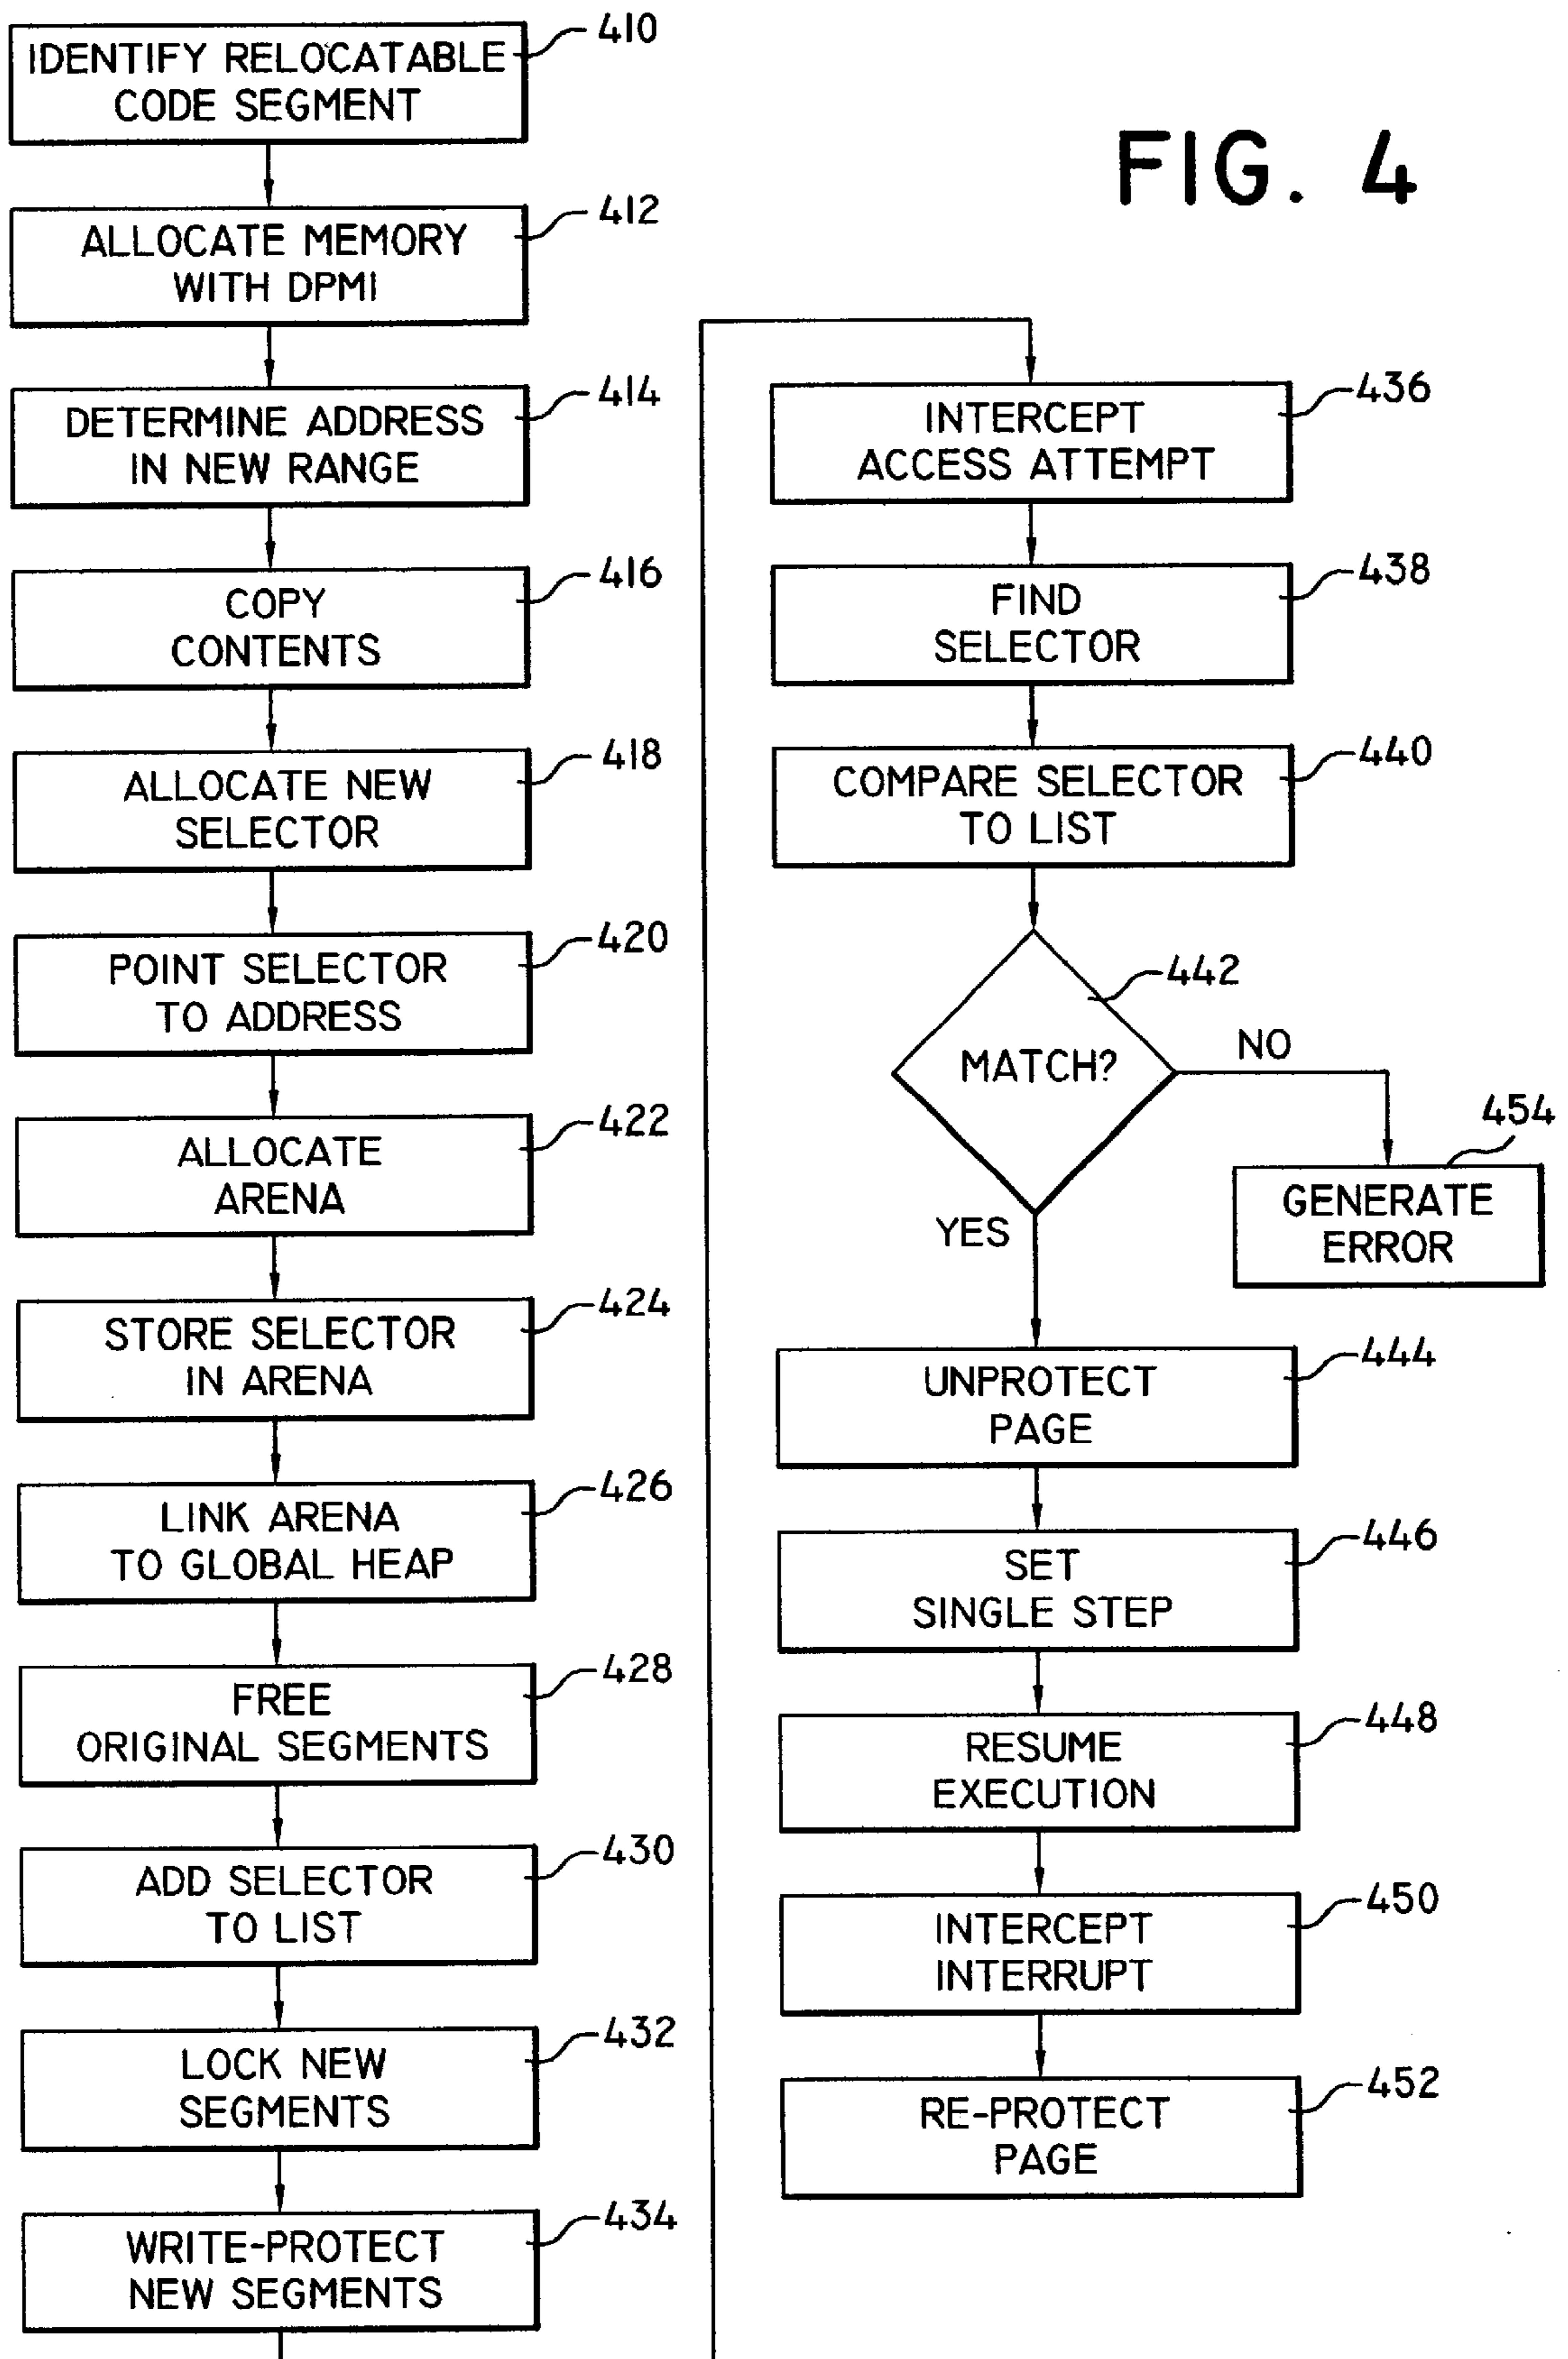 IDENTIFY RELOCATABLE
CODE SEGMENT
410
ALLOCATE MEMORY
WITH DPMI
412
DETERMINE ADDRESS
IN NEW RANGE
414
COPY
CONTENTS
416
ALLOCATE NEW
SELECTOR
418
POINT SELECTOR
TO ADDRESS
420
ALLOCATE
ARENA
422
STORE SELECTOR
IN ARENA
424
LINK ARENA
TO GLOBAL HEAP
426
FREE
ORIGINAL SEGMENTS
428
ADD SELECTOR
TO LIST
430
LOCK NEW
SEGMENTS
432
WRITE-PROTECT
NEW SEGMENTS
434
FIG. 4
INTERCEPT
ACCESS ATTEMPT
436
FIND
SELECTOR
438
COMPARE SELECTOR
TO LIST
440
MATCH?
442
NO
454
GENERATE
ERROR
YES
UNPROTECT
PAGE
444
SET
SINGLE STEP
446
RESUME
EXECUTION
448
INTERCEPT
INTERRUPT
450
RE-PROTECT
PAGE
452